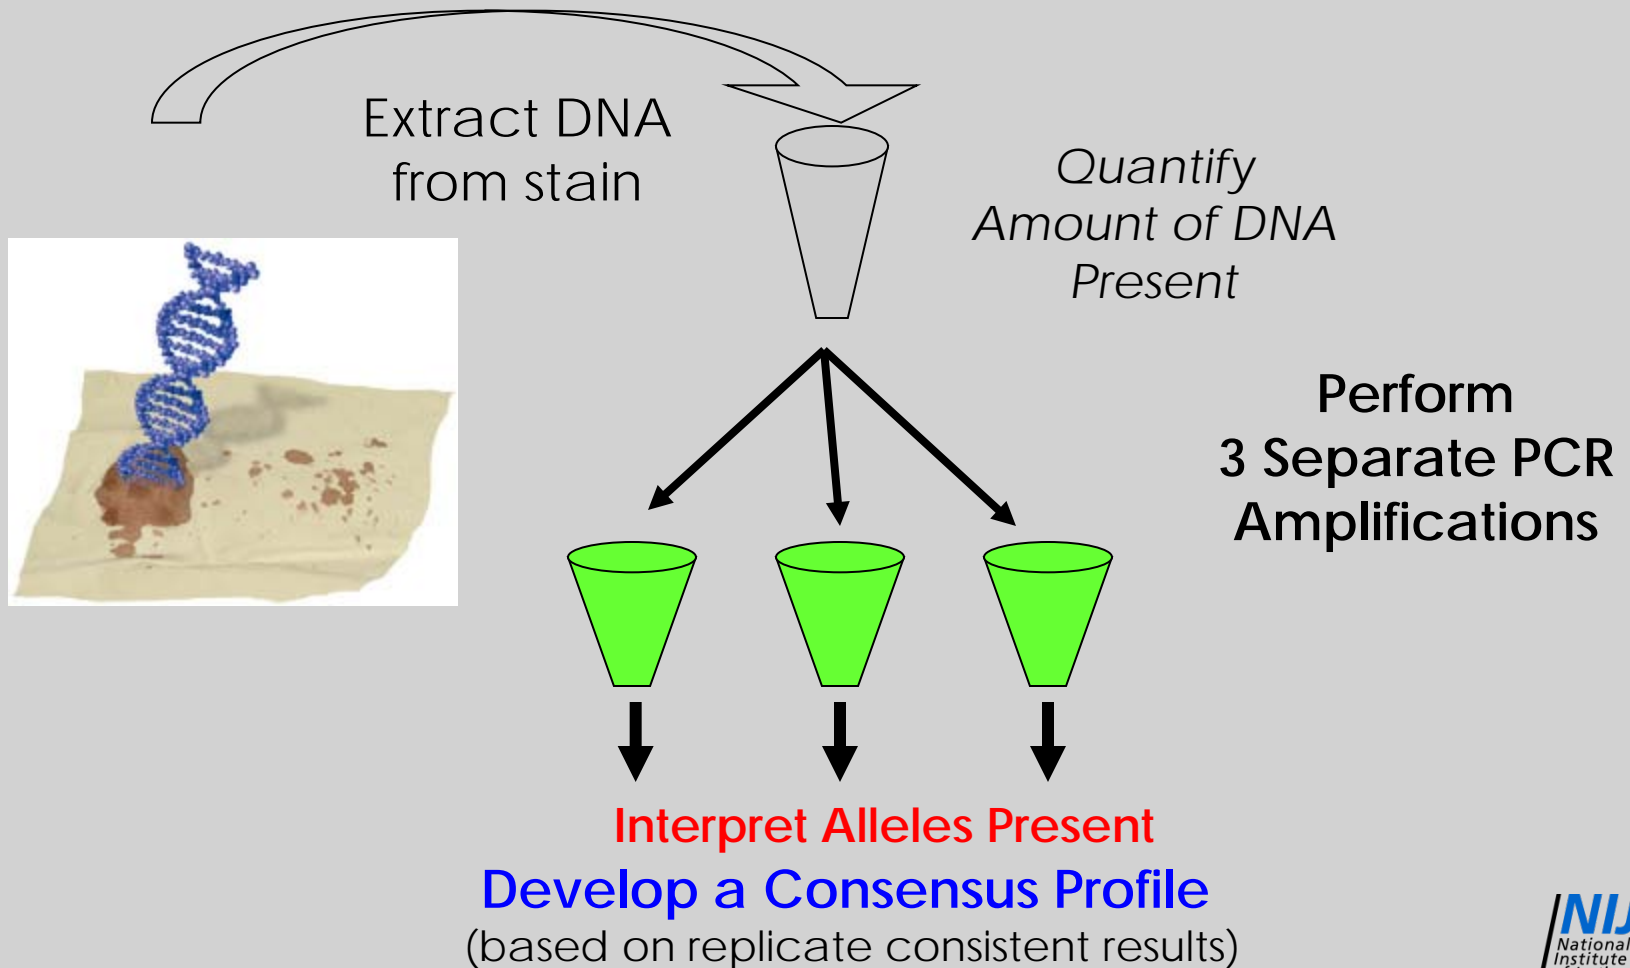 Extract DNA
from stain
Quantify
Amount of DNA
Present
Perform
3 Separate PCR
Amplifications
Interpret Alleles Present
Develop a Consensus Profile
(based on replicate consistent results)
NIJ
National
Institute